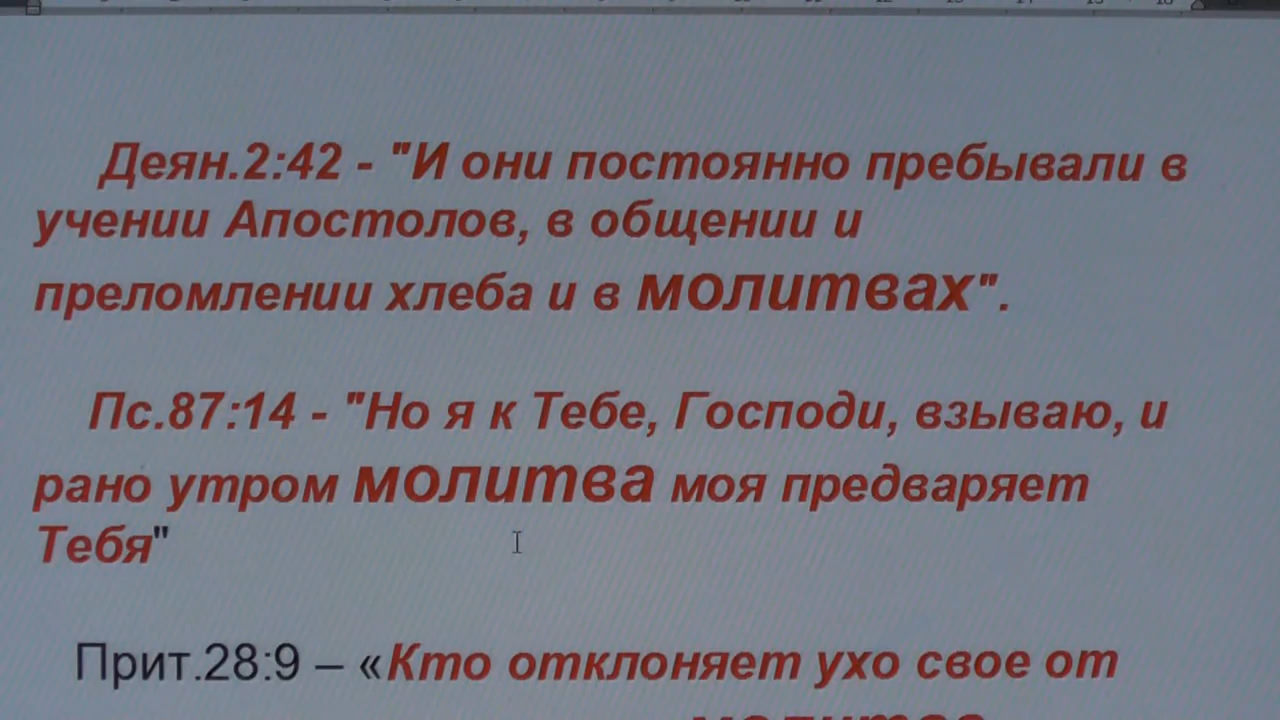 Деян.2:42 - "И они постоянно пребывали в
учении Апостолов, в общении и
преломлении хлеба и в молитвах".
Пс.87:14 - "Но я к Тебе, Господи, взываю, и
рано утром молитва моя предваряет
Тебя"
Прит.28:9 – «Кто отклоняет ухо свое от